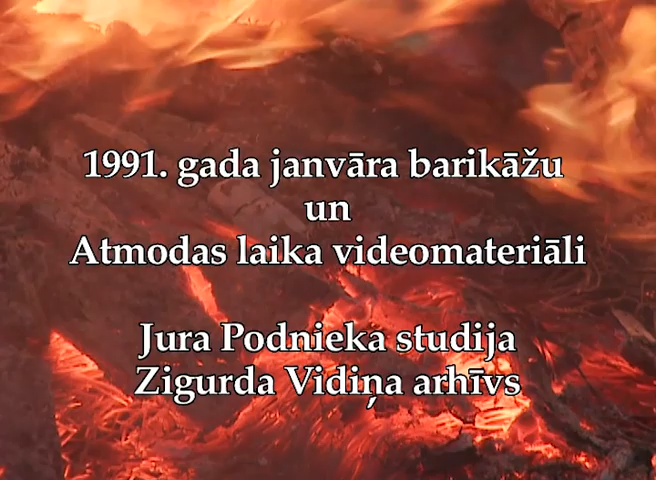 1991. gada janvāra barikāžu
un
Atmodas laika videomateriāli
Jura Podnieka studija
Zigurda Vidiņa arhīvs